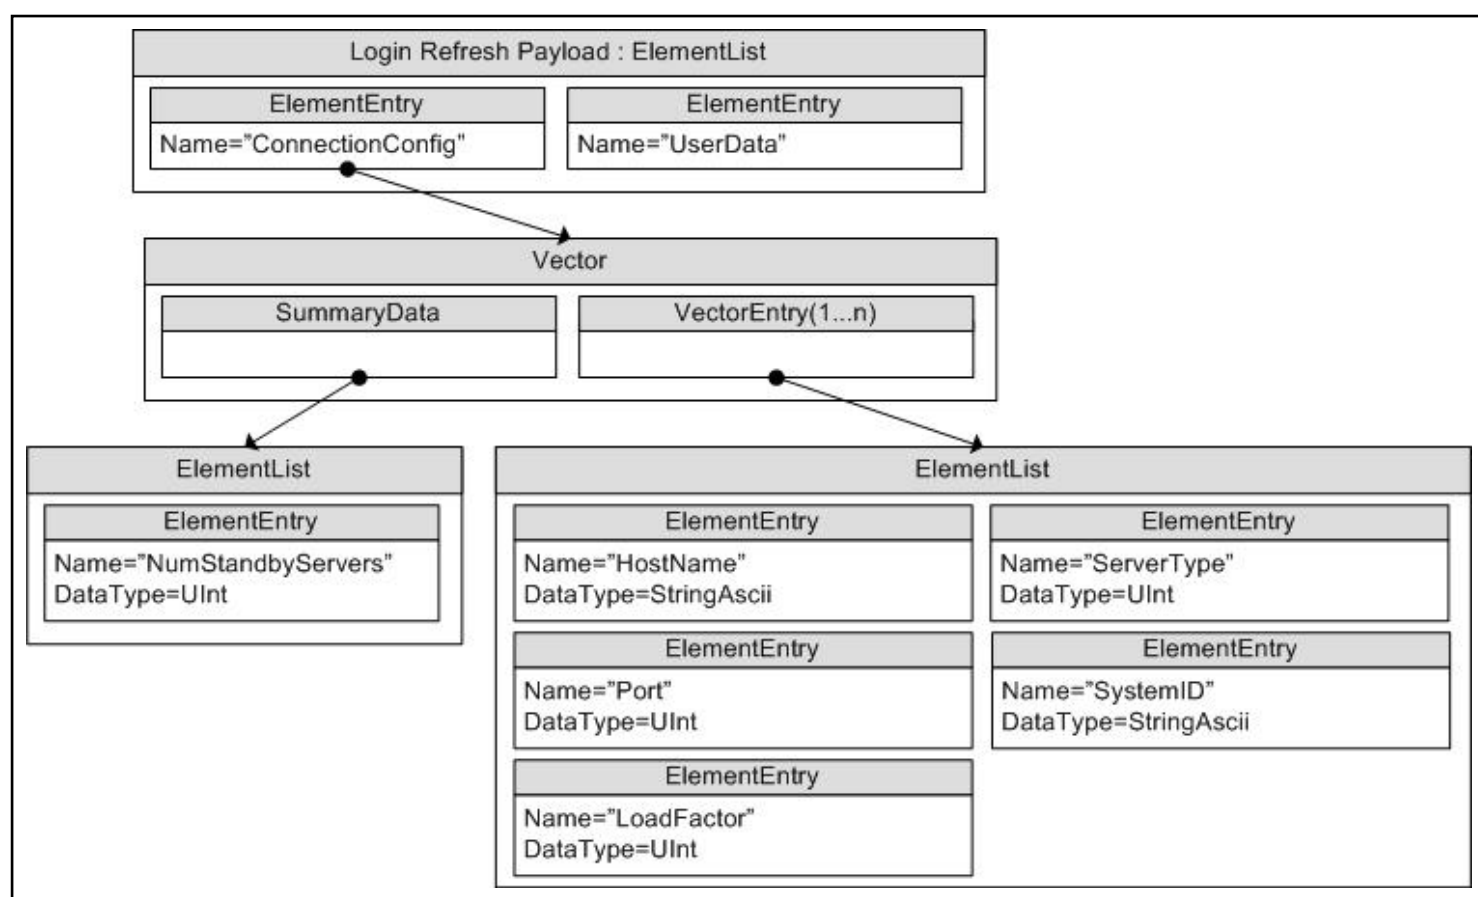 Login Refresh Payload : ElementList
ElementEntry
Name=”ConnectionConfig”
ElementEntry
Name=”UserData”
Vector
SummaryData
VectorEntry(1...n)
ElementList
ElementEntry
Name=”NumStandbyServers”
DataType=UInt
ElementList
ElementEntry
Name=”HostName”
DataType=StringAscii
ElementEntry
Name=”ServerType”
DataType=UInt
ElementEntry
Name=”Port”
DataType=UInt
ElementEntry
Name=”SystemID”
DataType=StringAscii
ElementEntry
Name=”LoadFactor”
DataType=UInt